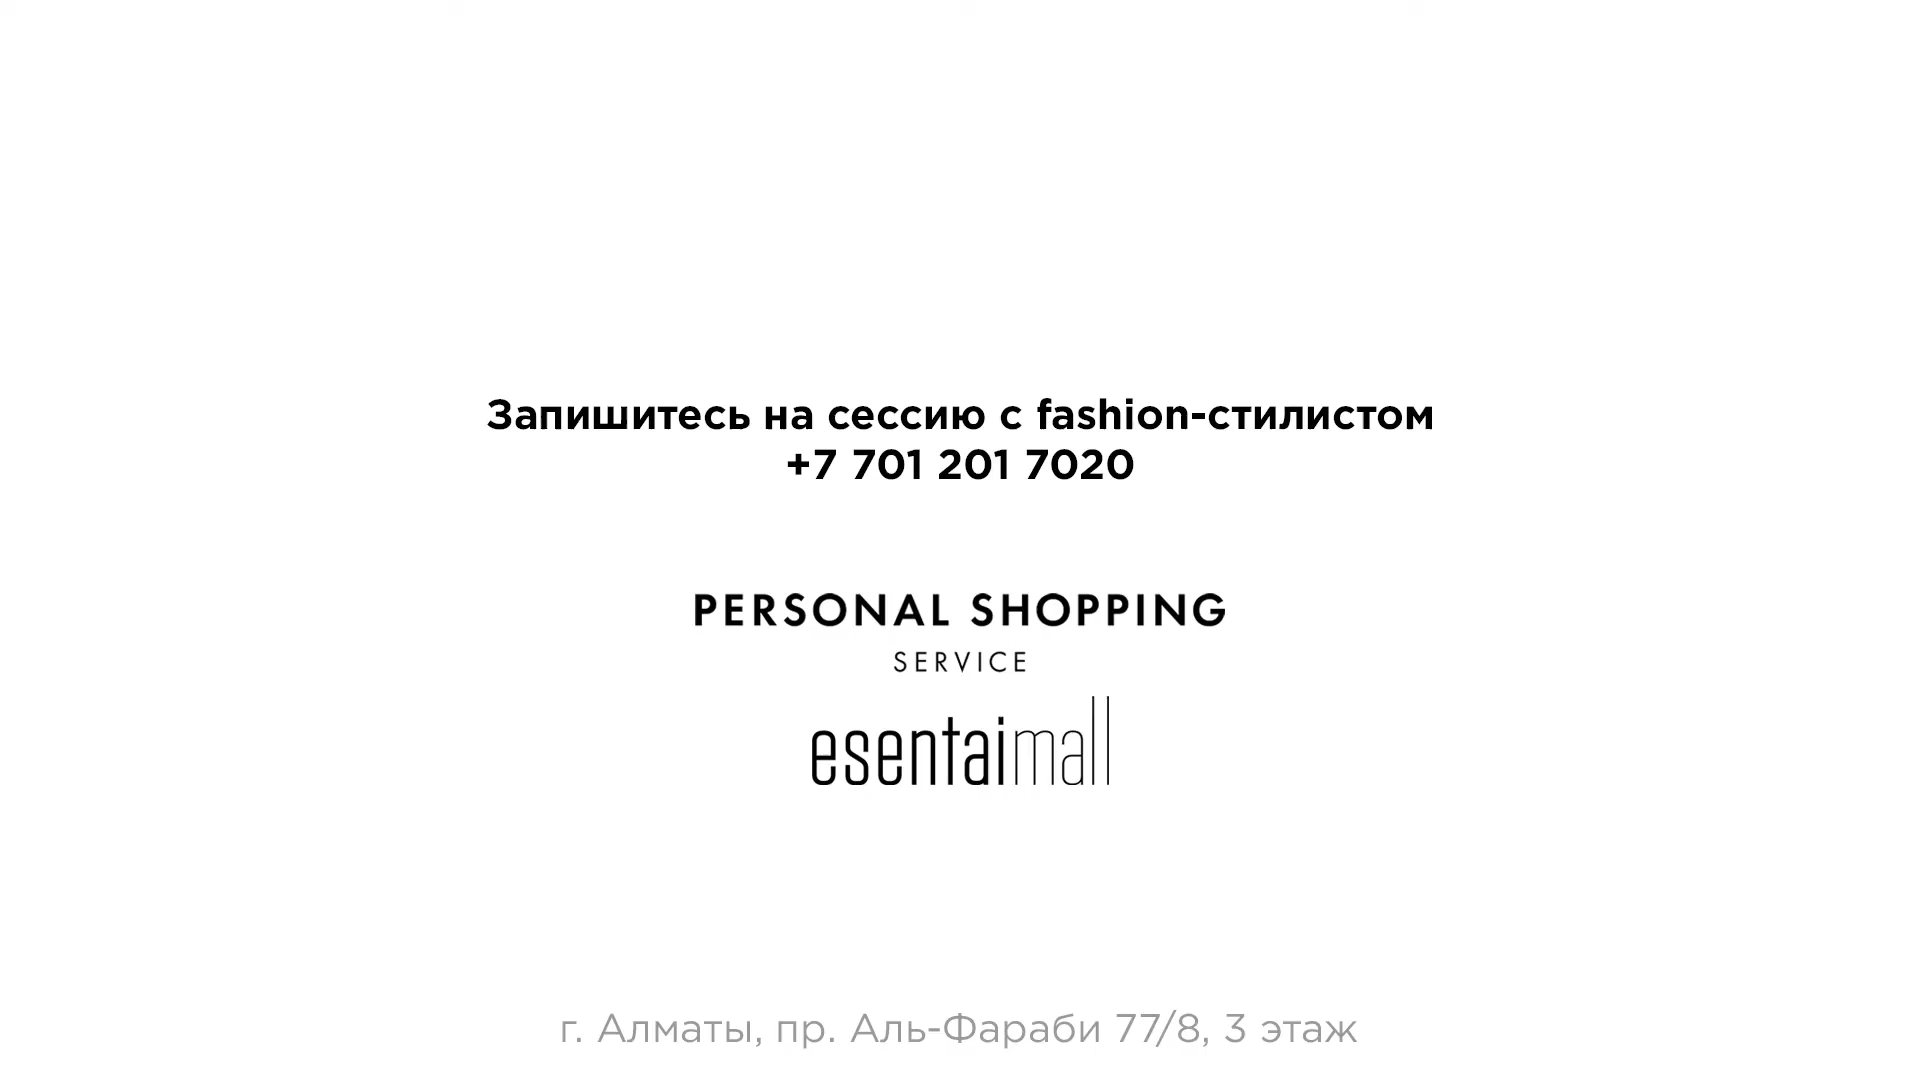 Запишитесь на сессию с fashion-стилистом
+7 701 201 7020
PERSONAL SHOPPING
SERVICE
esentaimall
г. Алматы, пр. Аль-Фараби 77/8, 3 этаж